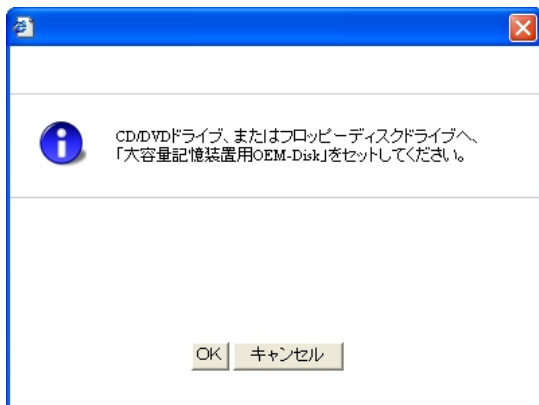 CD/DVDドライブ、またはフロッピーディスクドライブへ、
「大容量記憶装置用OEM-Disk」をセットしてください。
OK
キャンセル